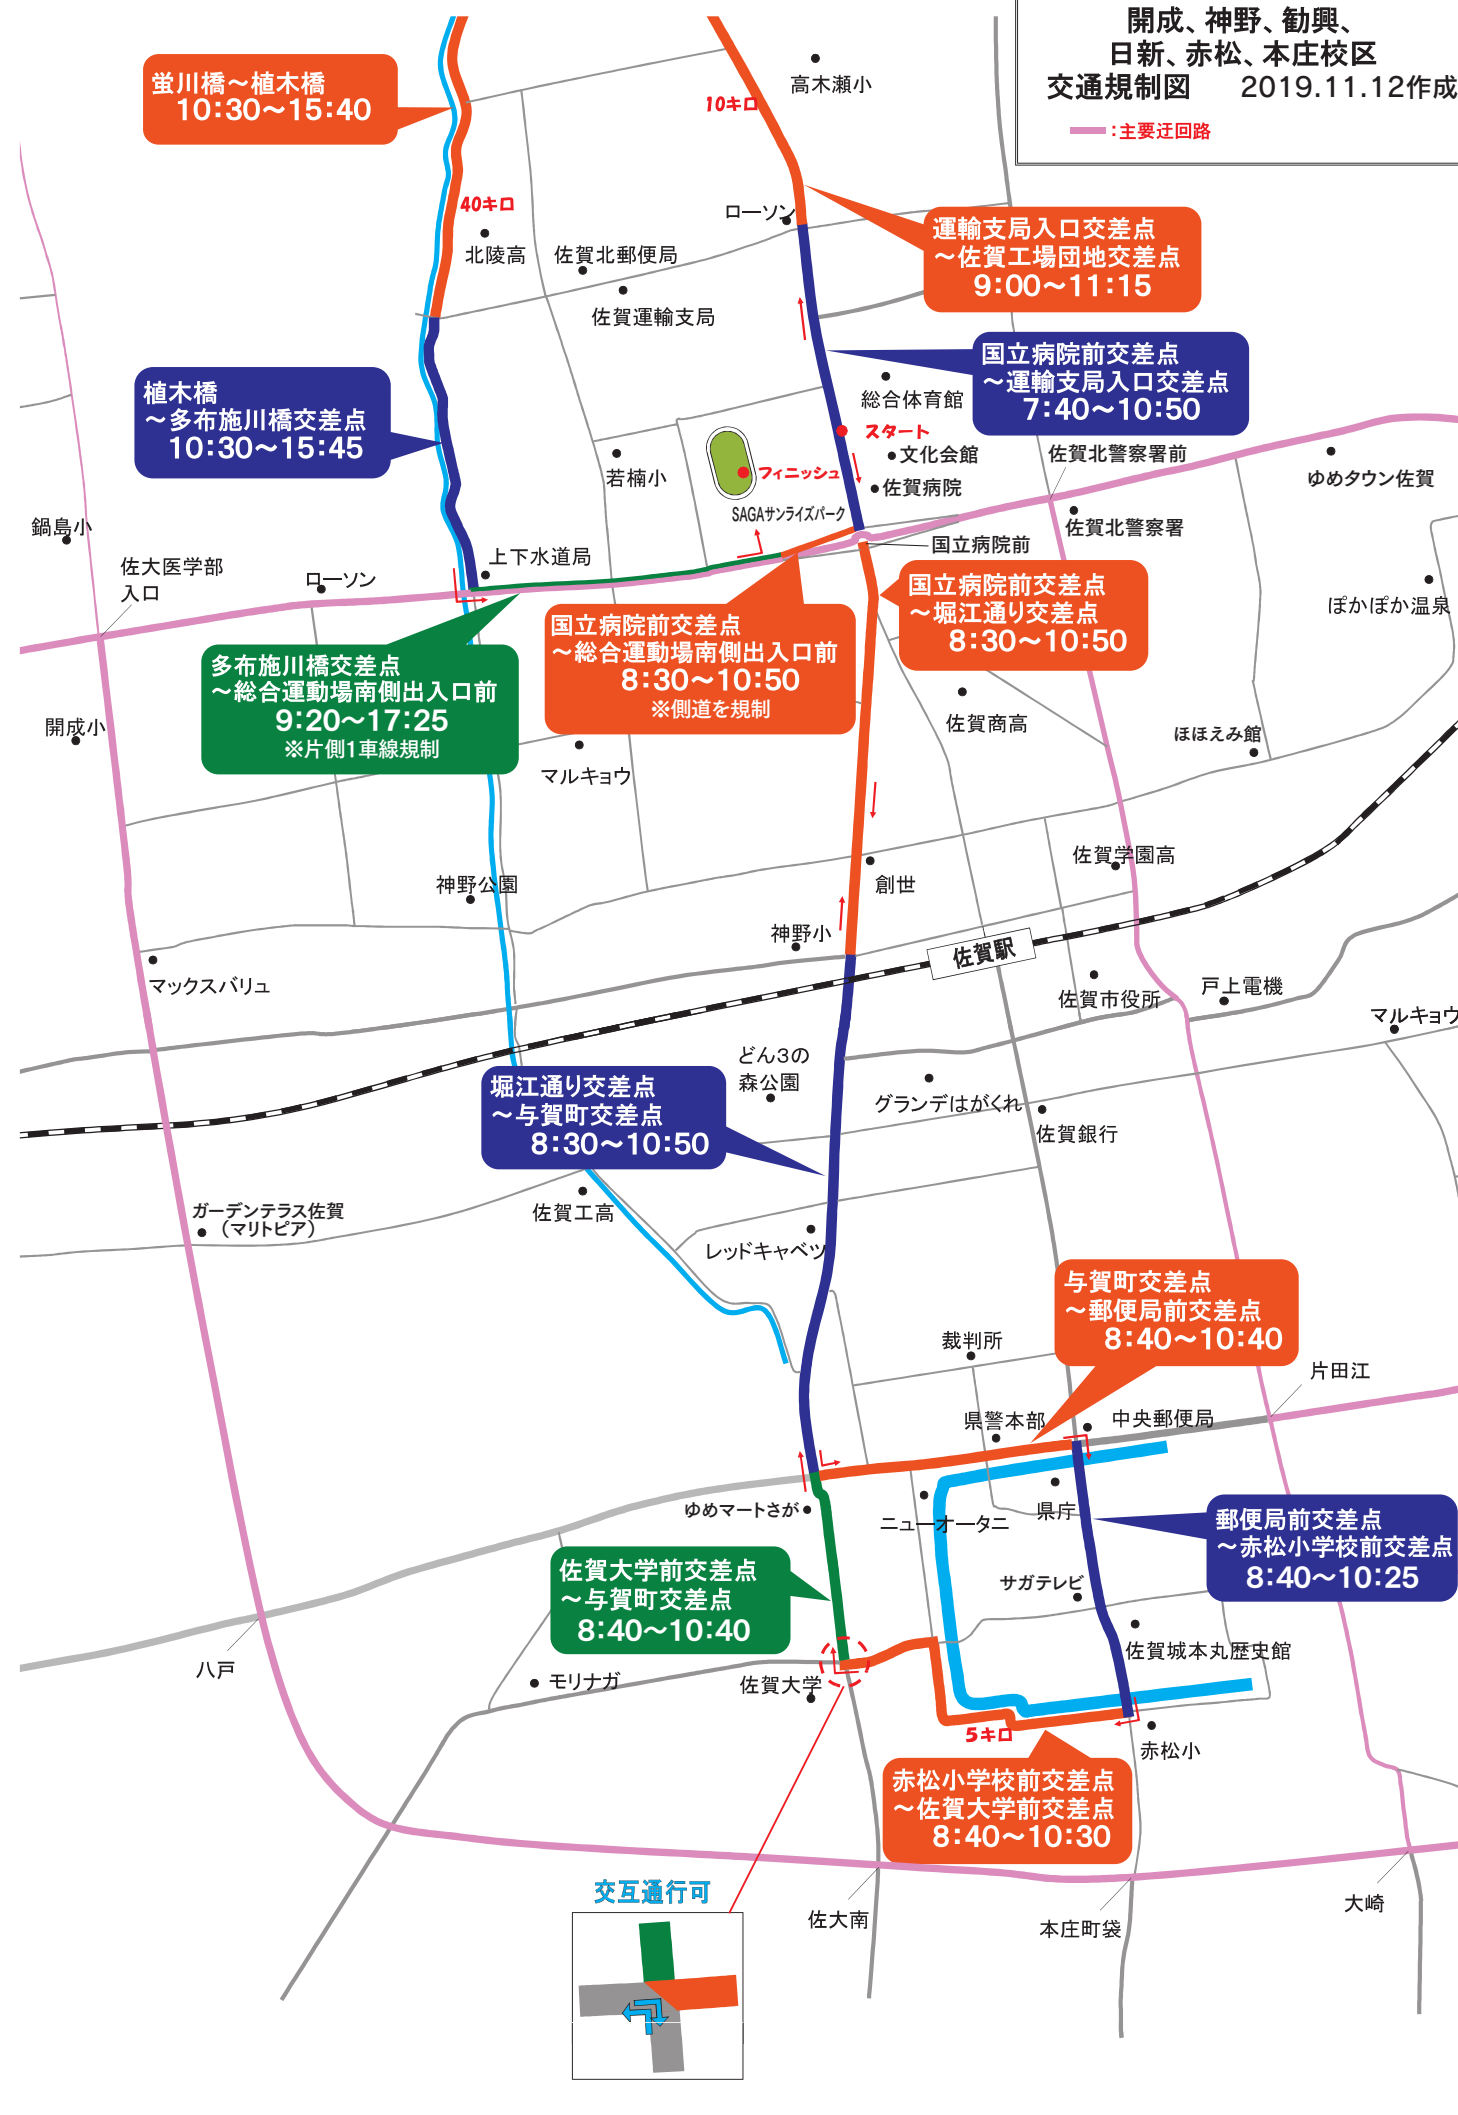 開成、神野、勧興、
日新、赤松、本庄校区
交通規制図　2019.11.12作成
：主要迂回路
蛍川橋～植木橋
10：30～15：40
高木瀬小
10キロ
40キロ
北陵高
佐賀北郵便局
佐賀運輸支局
ローソン
運輸支局入口交差点
～佐賀工場団地交差点
9：00～11：15
国立病院前交差点
～運輸支局入口交差点
7：40～10：50
植木橋
～多布施川橋交差点
10：30～15：45
総合体育館
スタート
文化会館
佐賀病院
佐賀北警察署前
ゆめタウン佐賀
若楠小
フィニッシュ
SAGAサンライズパーク
佐賀北警察署
国立病院前
鍋島小
佐大医学部
入口
ローソン
上下水道局
ぽかぽか温泉
国立病院前交差点
～堀江通り交差点
8：30～10：50
国立病院前交差点
～総合運動場南側出入口前
8：30～10：50
※側道を規制
多布施川橋交差点
～総合運動場南側出入口前
9：20～17：25
※片側1車線規制
開成小
佐賀商高
ほほえみ館
マルキョウ
佐賀学園高
創世
神野公園
神野小
佐賀駅
マックスバリュ
佐賀市役所
戸上電機
マルキョウ
どん3の
森公園
グランデはがくれ
佐賀銀行
堀江通り交差点
～与賀町交差点
8：30～10：50
佐賀工高
ガーデンテラス佐賀
（マリトピア）
レッドキャベツ
与賀町交差点
～郵便局前交差点
8：40～10：40
裁判所
片田江
県警本部
中央郵便局
ゆめマートさが
ニューオータニ
県庁
郵便局前交差点
～赤松小学校前交差点
8：40～10：25
佐賀大学前交差点
～与賀町交差点
8：40～10：40
サガテレビ
佐賀城本丸歴史館
八戸
モリナガ
佐賀大学
5キロ
赤松小
赤松小学校前交差点
～佐賀大学前交差点
8：40～10：30
交互通行可
佐大南
本庄町袋
大崎